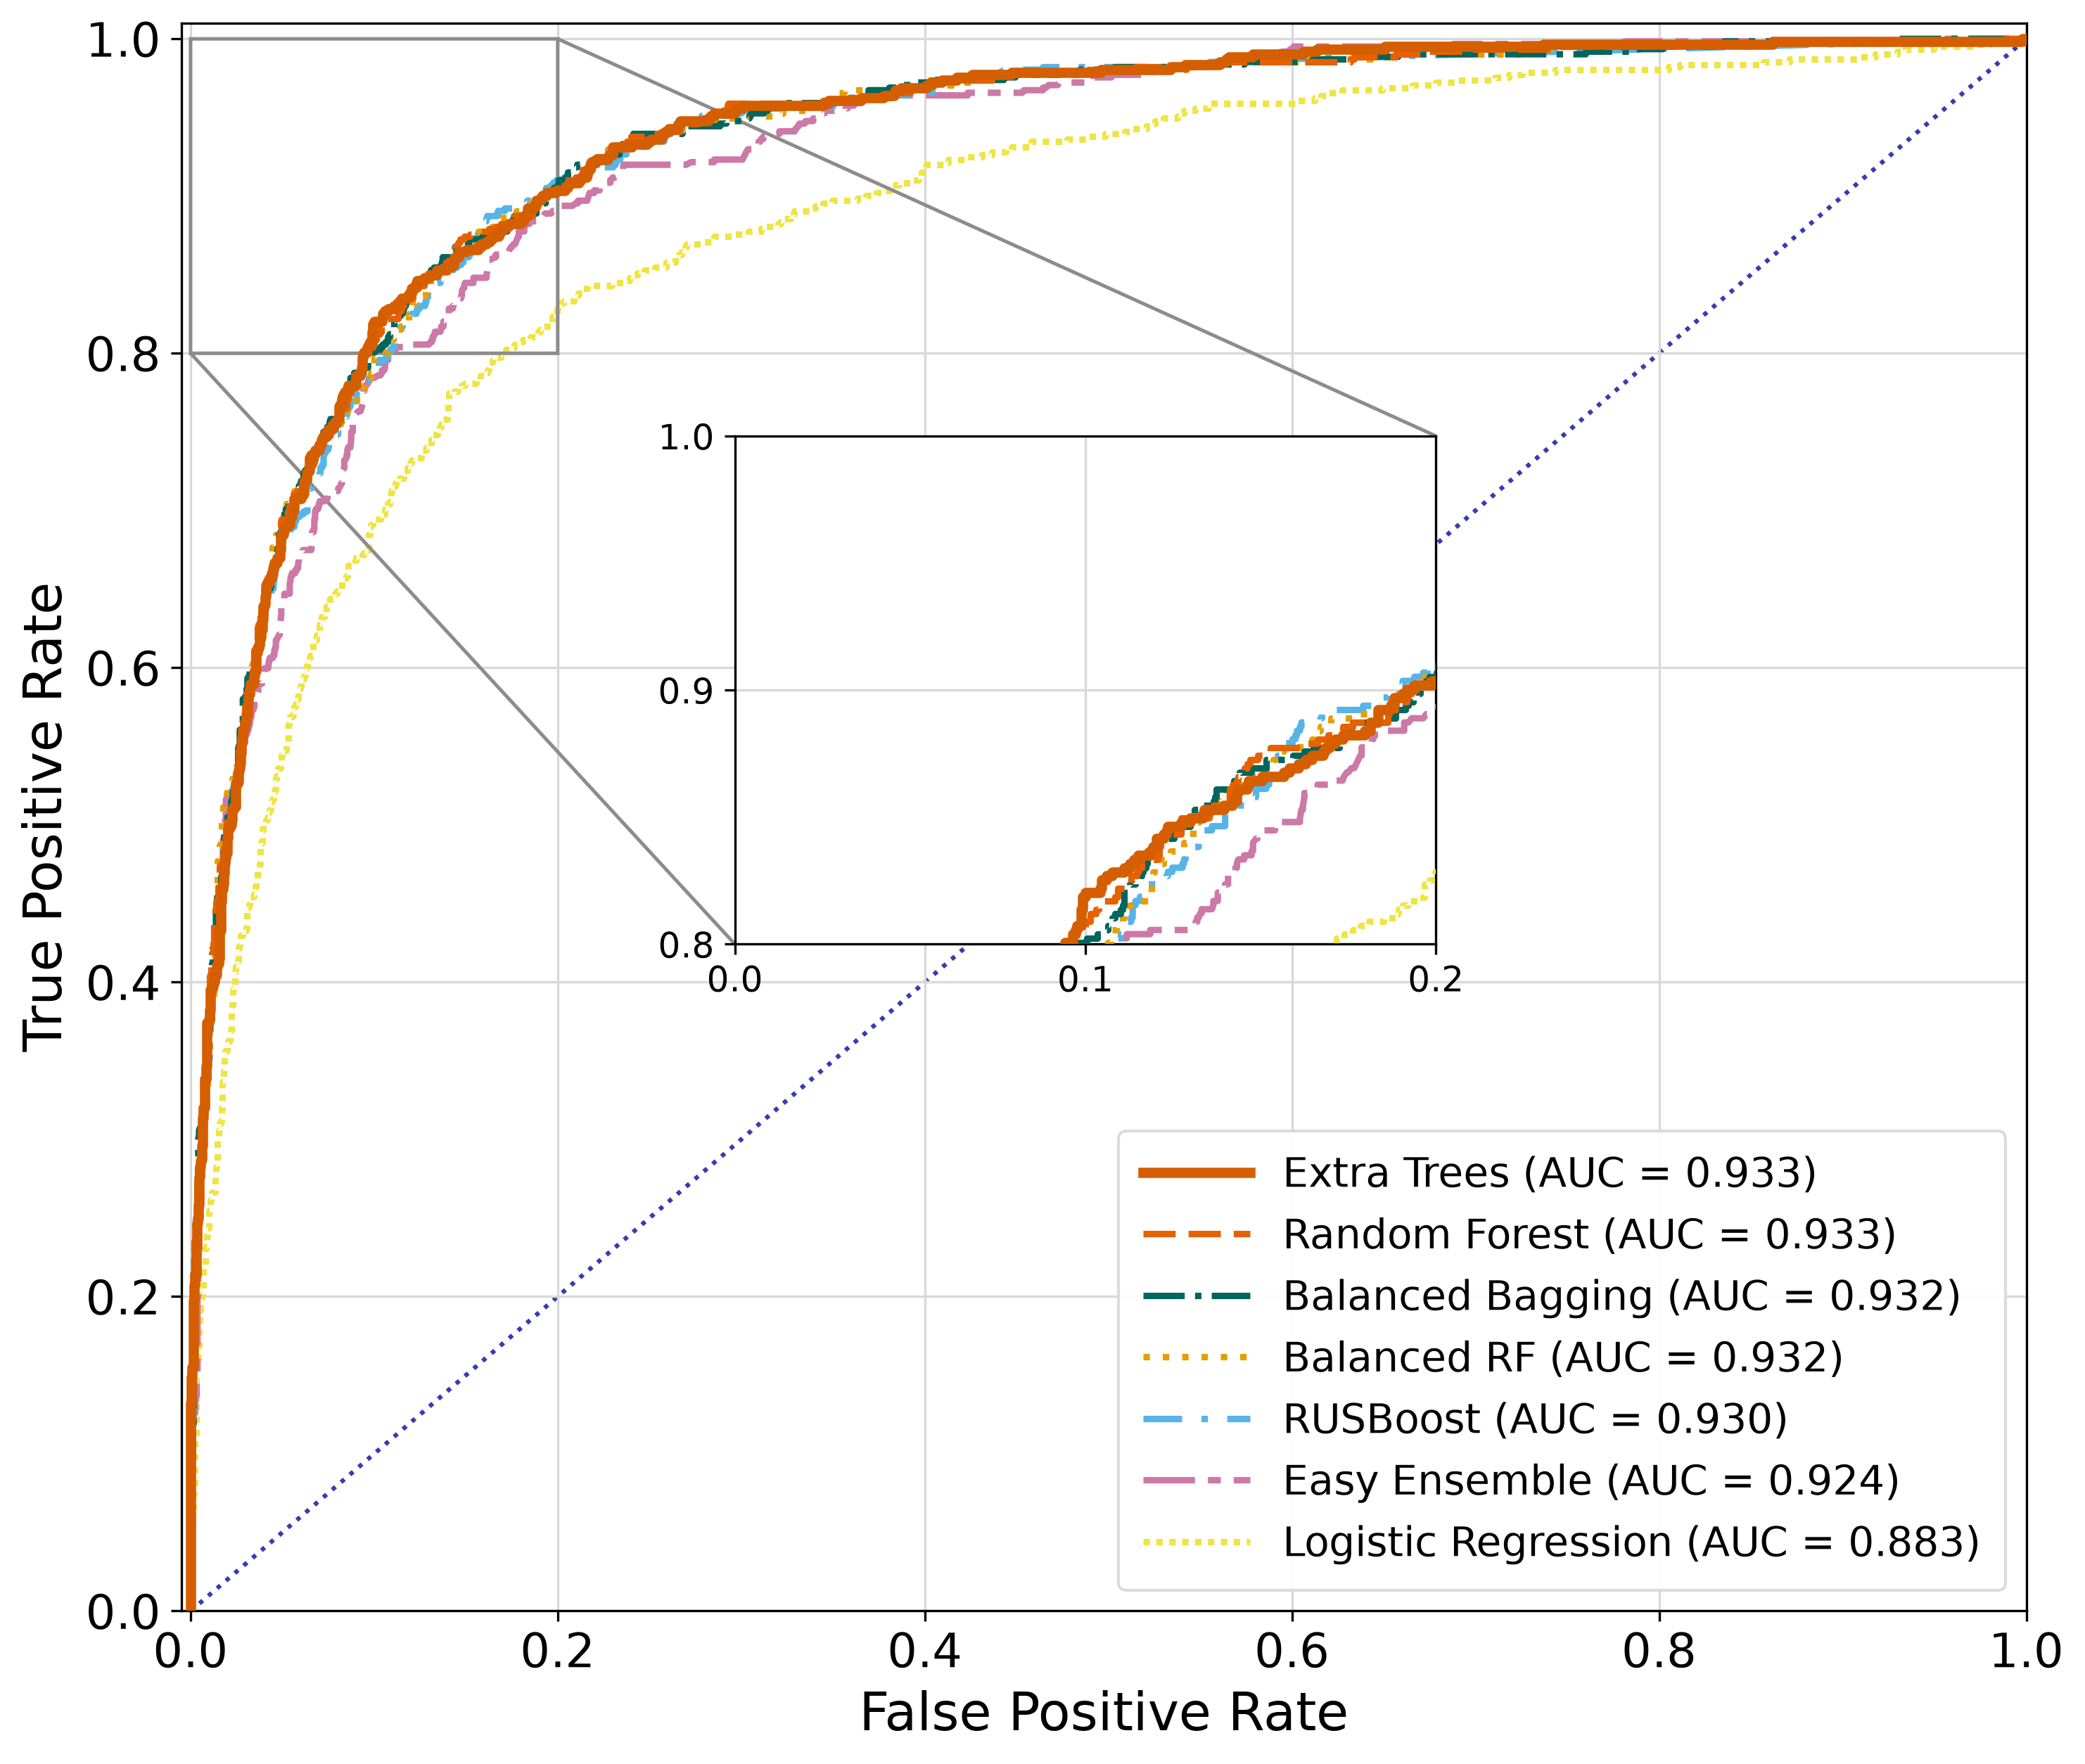 1.0
0.8
0.6
0.4
0.2
0.0
True Positive Rate
0.0 0.2 0.4 0.6 0.8 1.0
False Positive Rate
1.0
0.9
0.8
0.0 0.1 0.2
Extra Trees (AUC = 0.933)
Random Forest (AUC = 0.933)
Balanced Bagging (AUC = 0.932)
Balanced RF (AUC = 0.932)
RUSBoost (AUC = 0.930)
Easy Ensemble (AUC = 0.924)
Logistic Regression (AUC = 0.883)